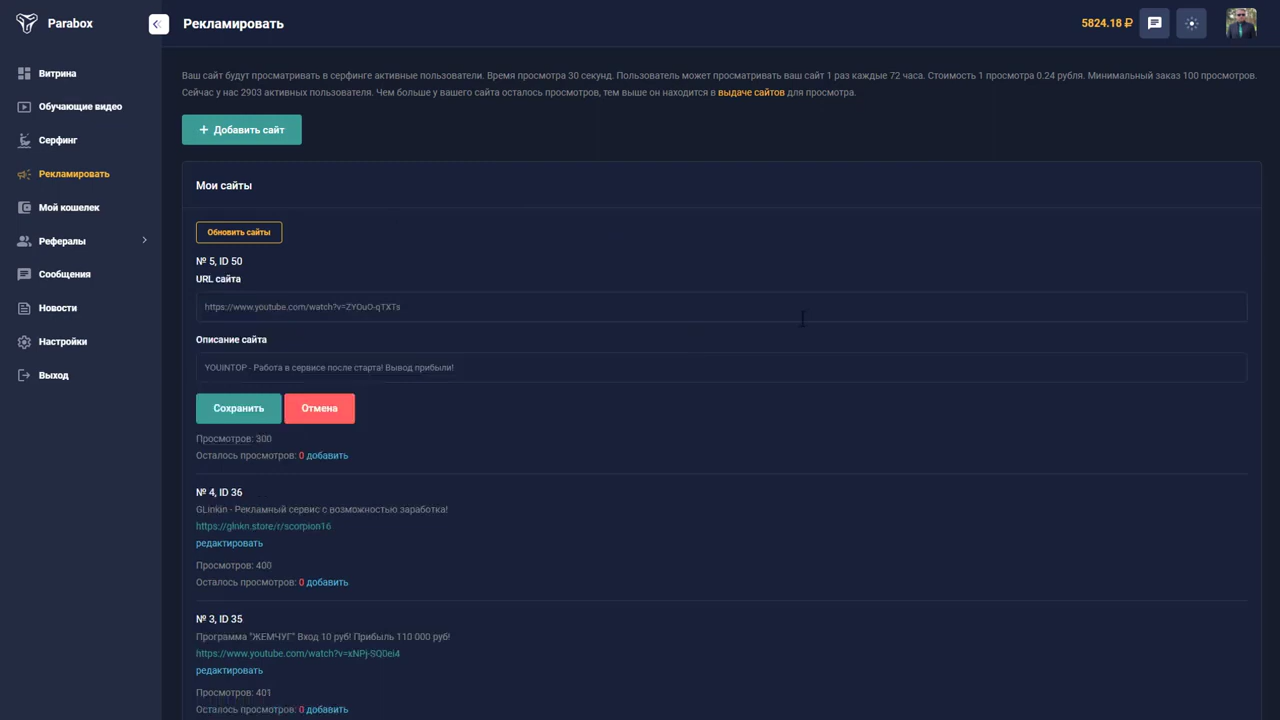 Parabox
Рекламировать
5824.18 ₽
Витрина
Обучающие видео
Серфинг
Рекламировать
Мой кошелек
Рефералы
Сообщения
Новости
Настройки
Выход
Ваш сайт будут просматривать в серфинге активные пользователи. Время просмотра 30 секунд. Пользователь может просматривать ваш сайт 1 раз каждые 72 часа. Стоимость 1 просмотра 0.24 рубля. Минимальный заказ 100 просмотров.
Сейчас у нас 2903 активных пользователя. Чем больше у вашего сайта осталось просмотров, тем выше он находится в выдаче сайтов для просмотра.
+ Добавить сайт
Мои сайты
Обновить сайты
№ 5, ID 50
URL сайта
https://www.youtube.com/watch?v=ZYOuO-qTXTs
Описание сайта
YOUINTOP - Работа в сервисе после старта! Вывод прибыли!
Сохранить Отмена
Просмотров: 300
Осталось просмотров: 0 добавить
№ 4, ID 36
GLinkin - Рекламный сервис с возможностью заработка!
https://glnkn.store/r/scorpion16
редактировать
Просмотров: 400
Осталось просмотров: 0 добавить
№ 3, ID 35
Программа "ЖЕМЧУГ" Вход 10 руб! Прибыль 110 000 руб!
https://www.youtube.com/watch?v=xNPj-SQ0ei4
редактировать
Просмотров: 401
Осталось просмотров: 0 добавить